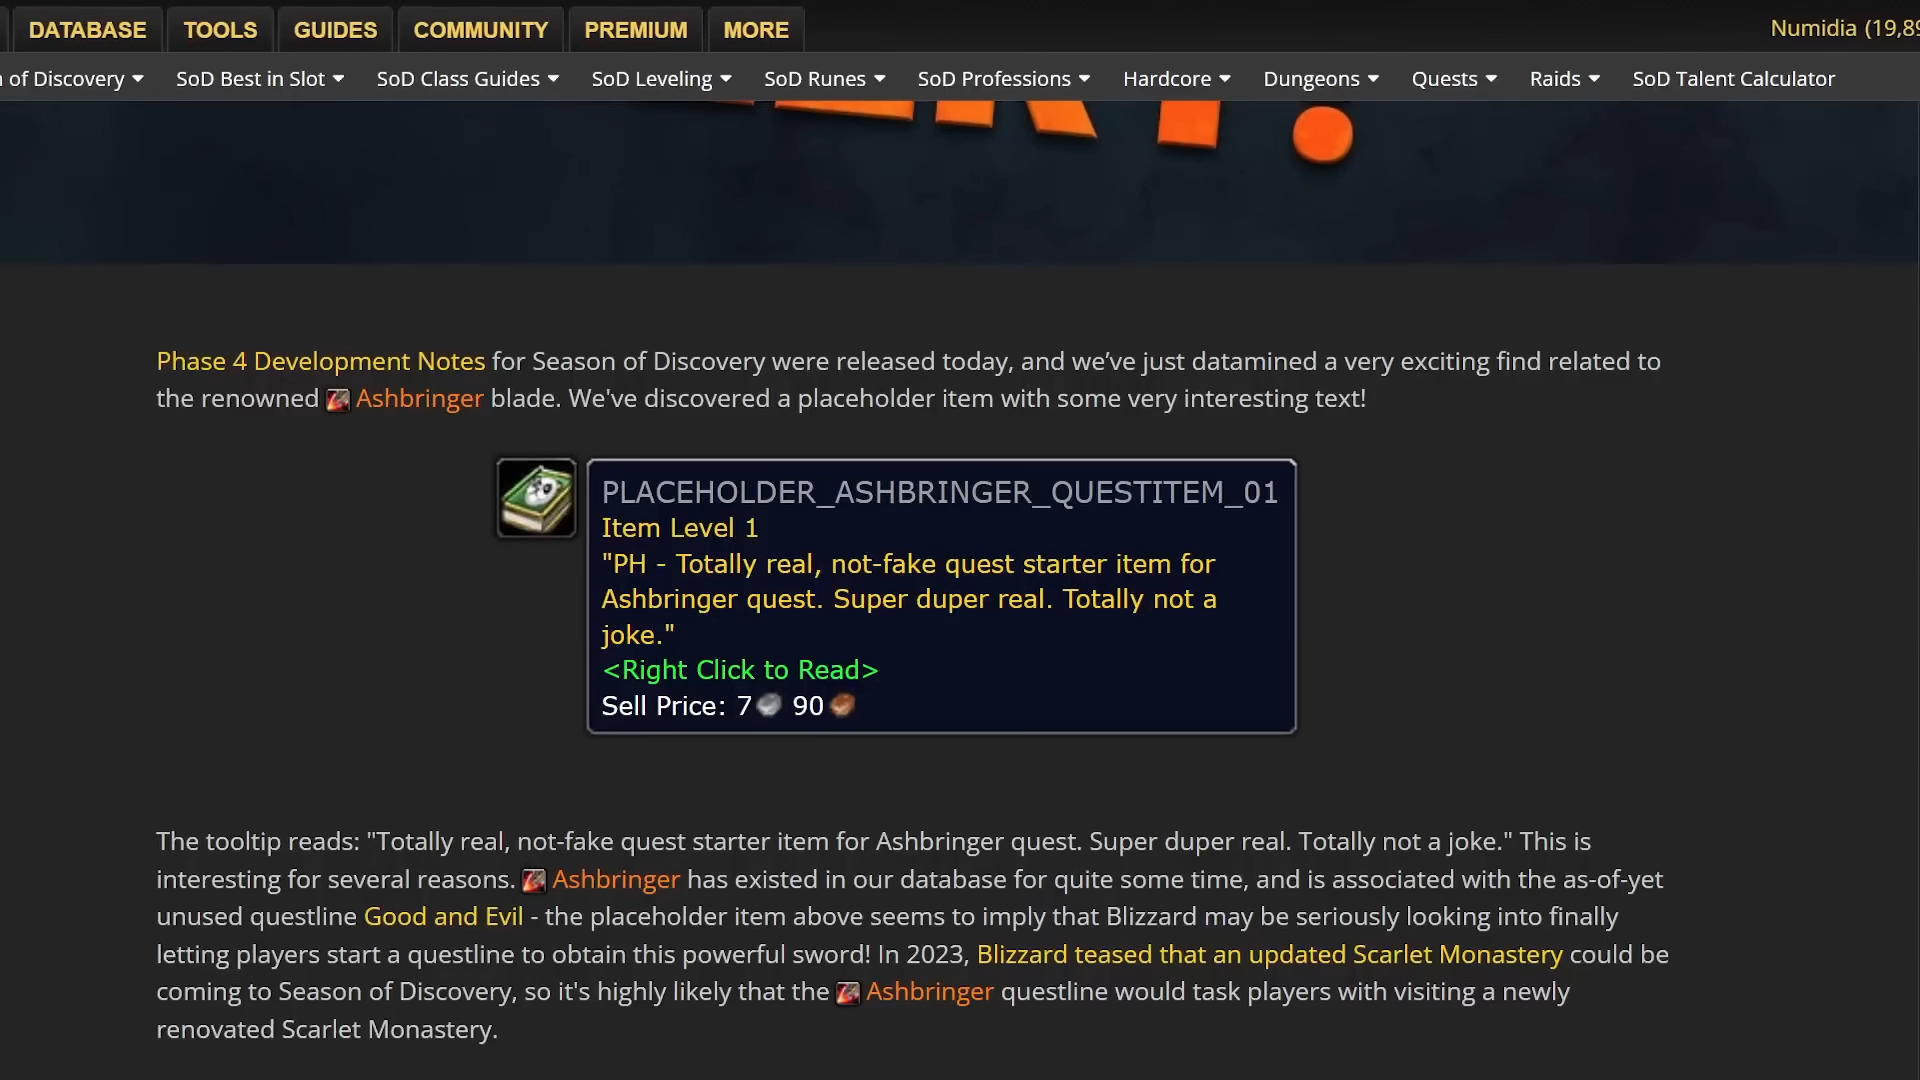 DATABASE TOOLS GUIDES COMMUNITY PREMIUM MORE Numidia (19,89
of Discovery SoD Best in Slot SoD Class Guides SoD Leveling SoD Runes SoD Professions Hardcore Dungeons Quests Raids SoD Talent Calculator
Phase 4 Development Notes for Season of Discovery were released today, and we’ve just datamined a very exciting find related to
the renowned Ashbringer blade. We've discovered a placeholder item with some very interesting text!
PLACEHOLDER_ASHBRINGER_QUESTITEM_01
Item Level 1
"PH - Totally real, not-fake quest starter item for
Ashbringer quest. Super duper real. Totally not a
joke."
<Right Click to Read>
Sell Price: 7 90
The tooltip reads: "Totally real, not-fake quest starter item for Ashbringer quest. Super duper real. Totally not a joke." This is
interesting for several reasons. Ashbringer has existed in our database for quite some time, and is associated with the as-of-yet
unused questline Good and Evil - the placeholder item above seems to imply that Blizzard may be seriously looking into finally
letting players start a questline to obtain this powerful sword! In 2023, Blizzard teased that an updated Scarlet Monastery could be
coming to Season of Discovery, so it's highly likely that the Ashbringer questline would task players with visiting a newly
renovated Scarlet Monastery.